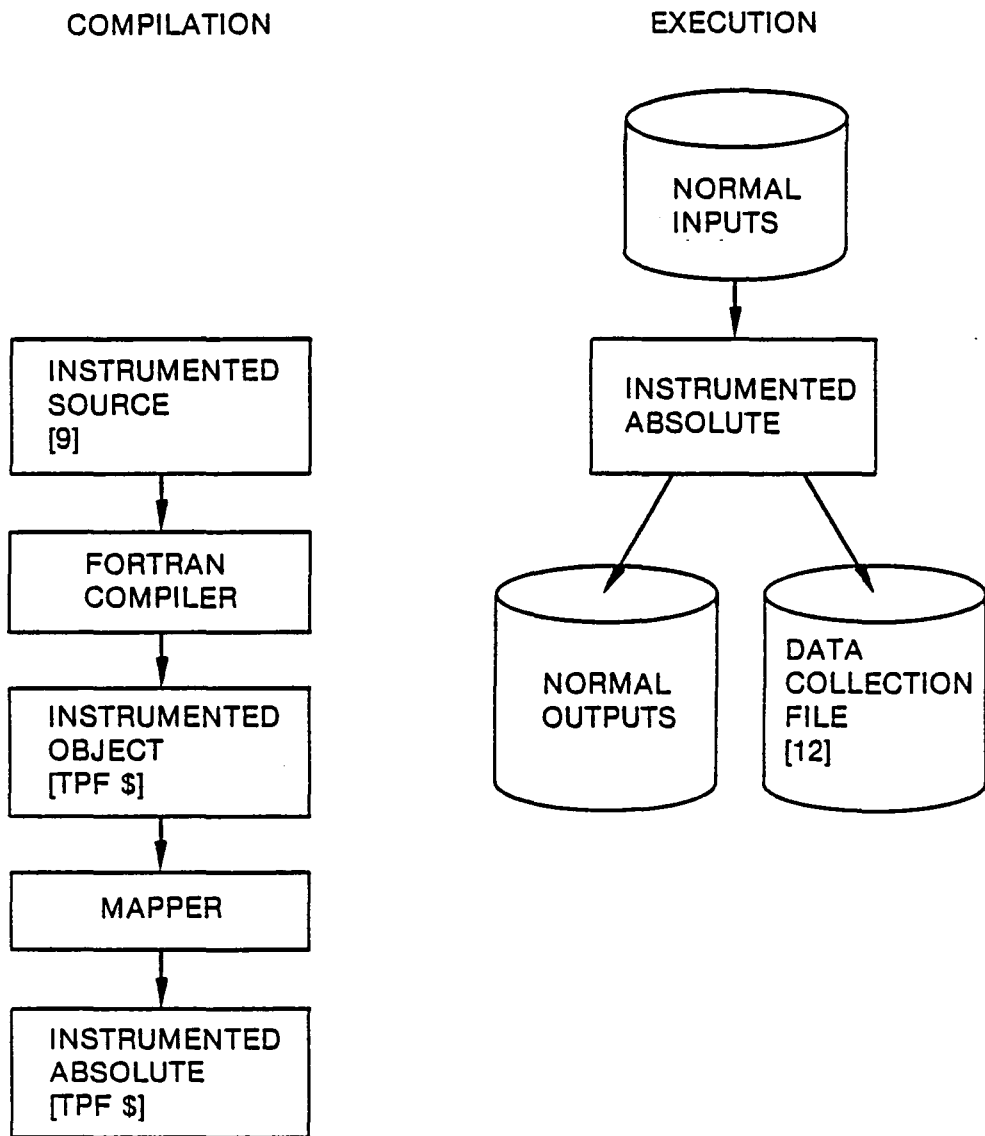 COMPILATION
INSTRUMENTED
SOURCE
[9]
FORTRAN
COMPILER
INSTRUMENTED
OBJECT
[TPF $]
MAPPER
INSTRUMENTED
ABSOLUTE
[TPF $]
EXECUTION
NORMAL
INPUTS
INSTRUMENTED
ABSOLUTE
NORMAL
OUTPUTS
DATA
COLLECTION
FILE
[12]